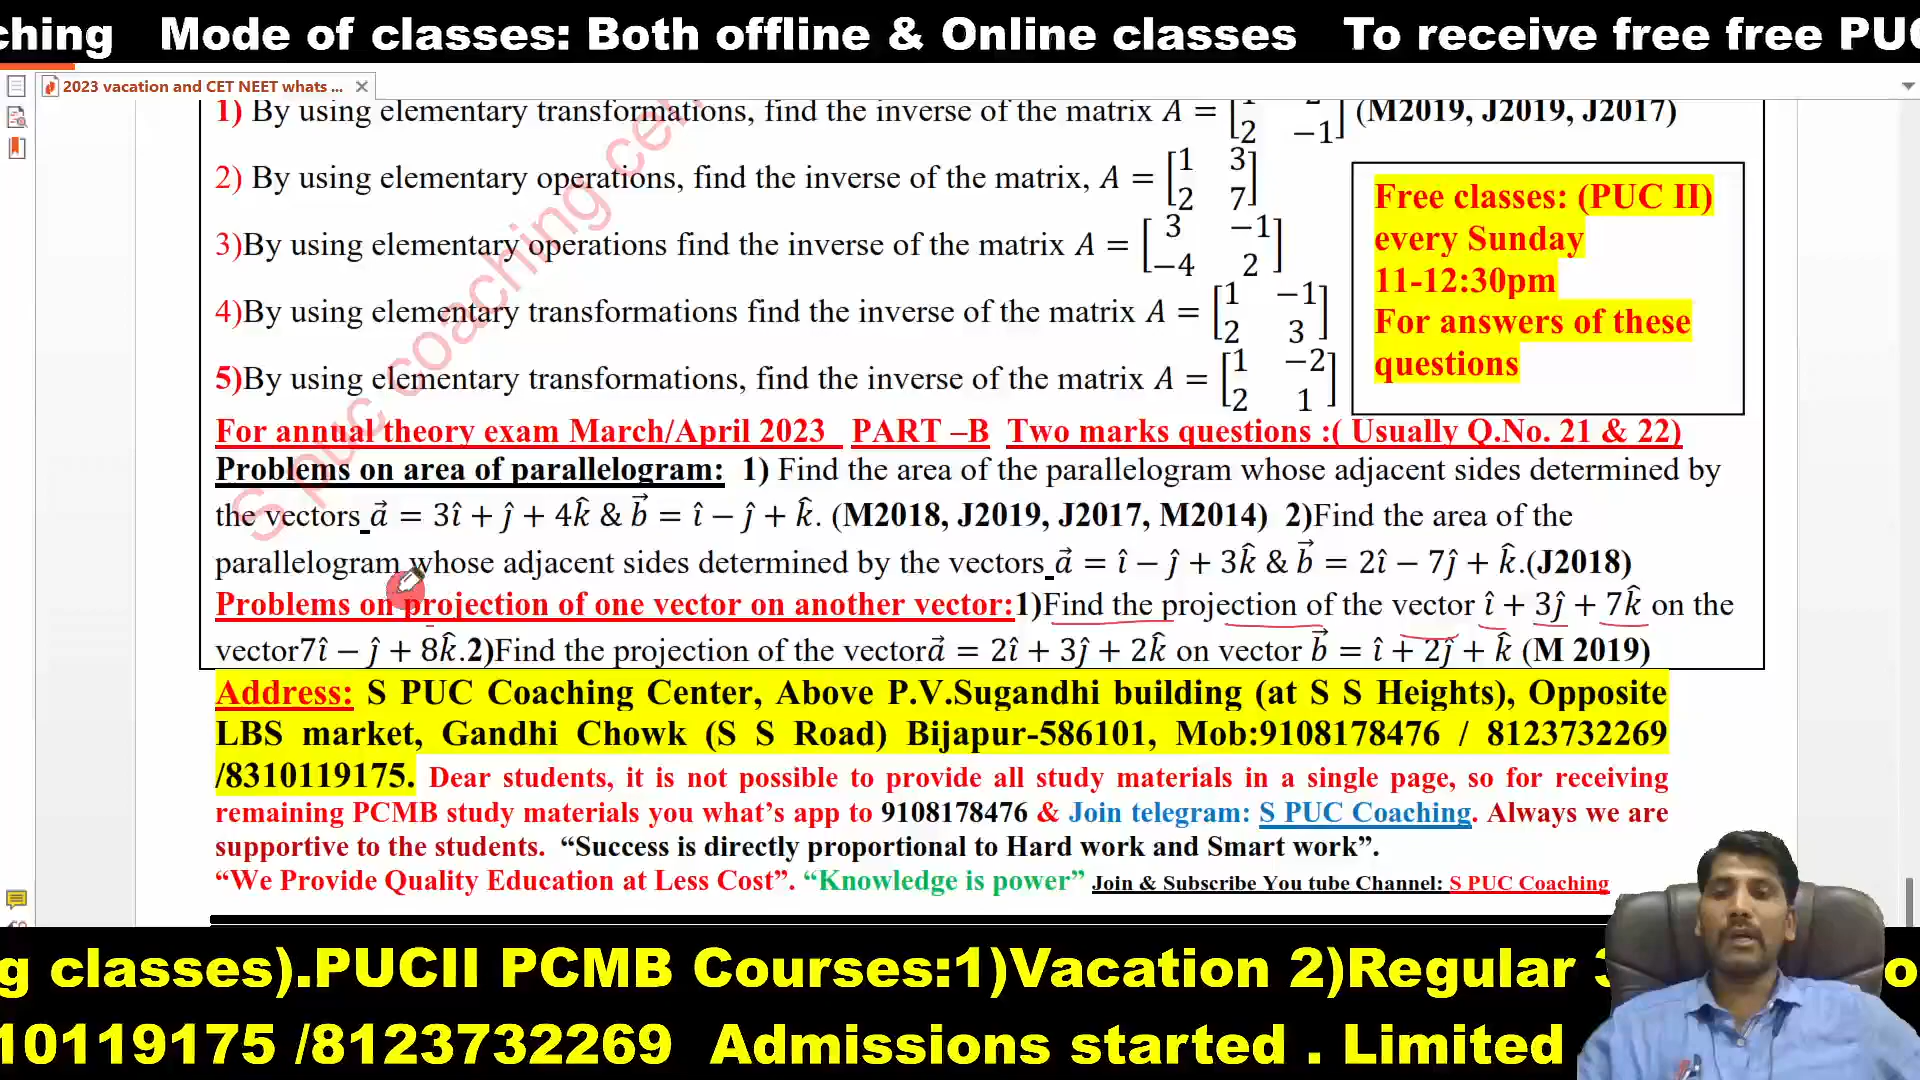 ching Mode of classes: Both offline & Online classes To receive free free PUC
2023 vacation and CET NEET whats ...
1) By using elementary transformations, find the inverse of the matrix A = [1 2; 2 −1] (M2019, J2019, J2017)
2) By using elementary operations, find the inverse of the matrix, A = [1 3; 2 7]
3)By using elementary operations find the inverse of the matrix A = [3 −1; −4 2]
4)By using elementary transformations find the inverse of the matrix A = [1 −1; 2 3]
5)By using elementary transformations, find the inverse of the matrix A = [1 −2; 2 1]
Free classes: (PUC II)
every Sunday
11-12:30pm
For answers of these
questions
S puc coaching cen
For annual theory exam March/April 2023 PART –B Two marks questions :( Usually Q.No. 21 & 22)
Problems on area of parallelogram: 1) Find the area of the parallelogram whose adjacent sides determined by
the vectors a⃗ = 3î + ĵ + 4k̂ & b⃗ = î − ĵ + k̂. (M2018, J2019, J2017, M2014) 2)Find the area of the
parallelogram whose adjacent sides determined by the vectors a⃗ = î − ĵ + 3k̂ & b⃗ = 2î − 7ĵ + k̂.(J2018)
Problems on projection of one vector on another vector:1)Find the projection of the vector î + 3ĵ + 7k̂ on the
vector7î − ĵ + 8k̂.2)Find the projection of the vectora⃗ = 2î + 3ĵ + 2k̂ on vector b⃗ = î + 2ĵ + k̂ (M 2019)
Address: S PUC Coaching Center, Above P.V.Sugandhi building (at S S Heights), Opposite
LBS market, Gandhi Chowk (S S Road) Bijapur-586101, Mob:9108178476 / 8123732269
/8310119175. Dear students, it is not possible to provide all study materials in a single page, so for receiving
remaining PCMB study materials you what's app to 9108178476 & Join telegram: S PUC Coaching. Always we are
supportive to the students. “Success is directly proportional to Hard work and Smart work”.
“We Provide Quality Education at Less Cost”. “Knowledge is power” Join & Subscribe You tube Channel: S PUC Coaching
g classes).PUCII PCMB Courses:1)Vacation 2)Regular 3
10119175 /8123732269 Admissions started . Limited